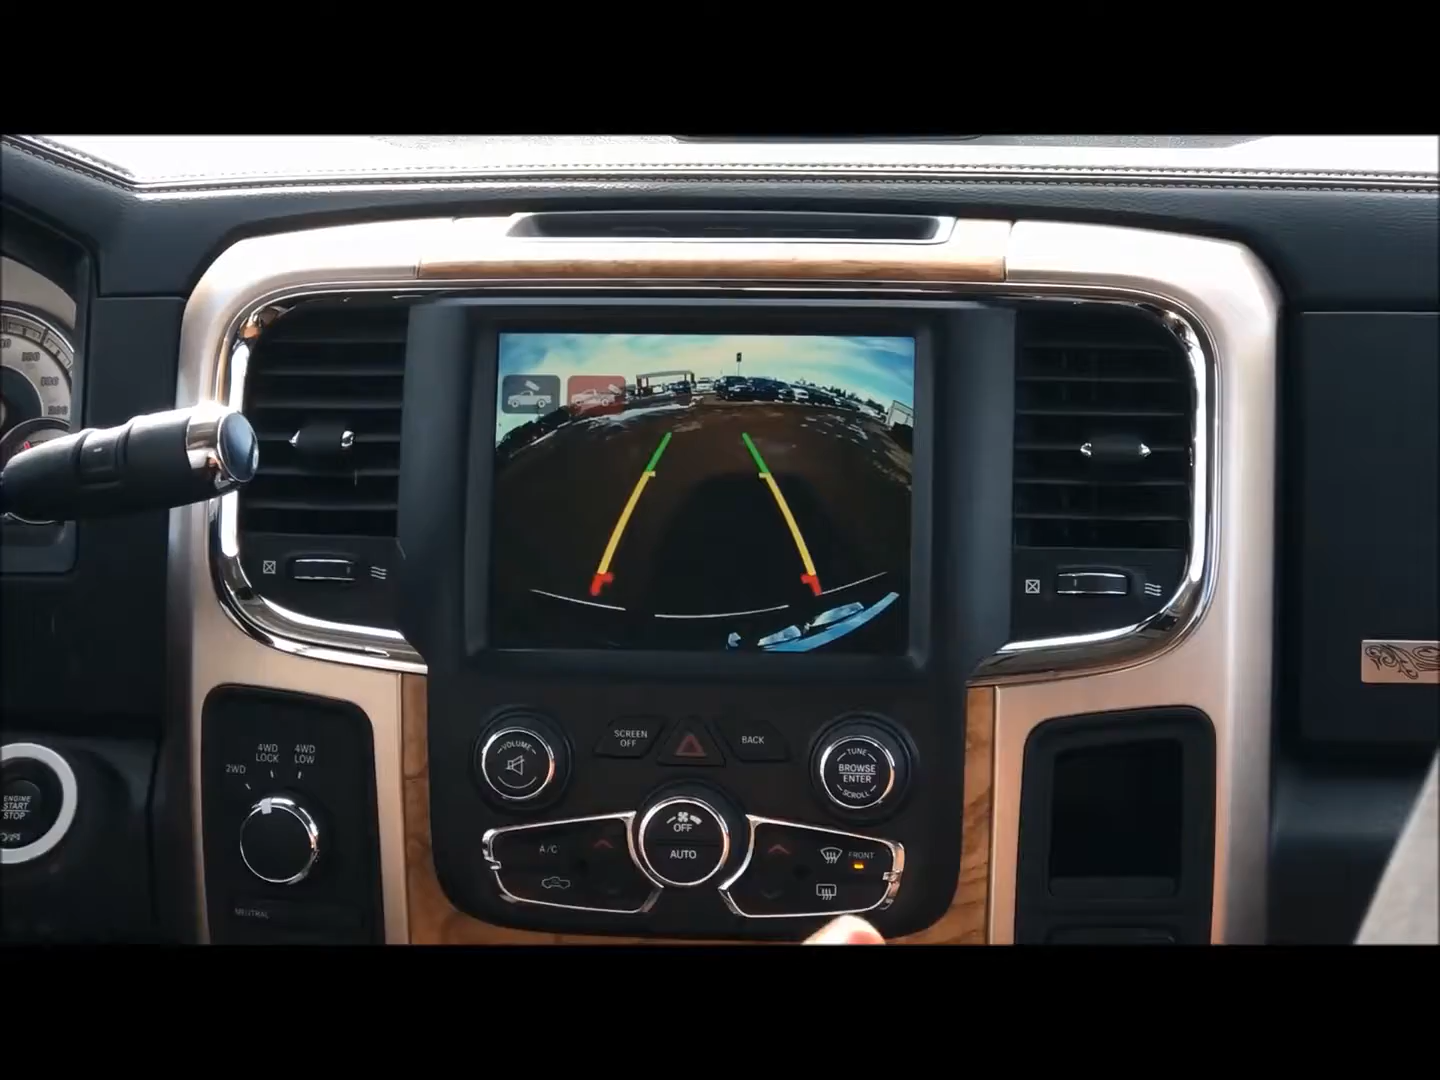 4WD
LOCK
4WD
LOW
2WD
NEUTRAL
ENGINE
START
STOP
VOLUME
SCREEN
OFF
BACK
TUNE
BROWSE
ENTER
SCROLL
OFF
AUTO
A/C
FRONT